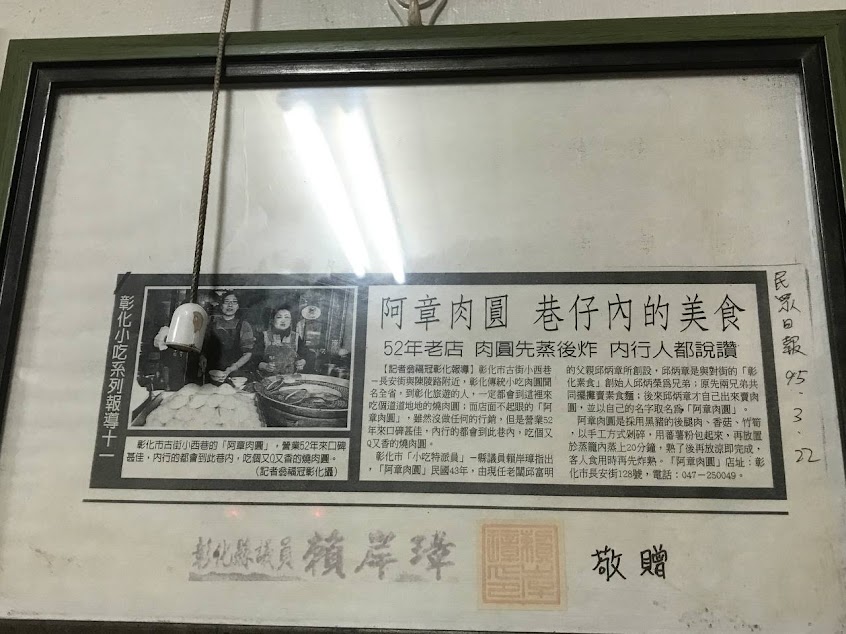 彰化小吃系列報導十一
彰化市古街小西巷的「阿章肉圓」，營業52年來口碑
甚佳，內行的都會到此巷內，吃個又Q又香的燒肉圓。
（記者翁福冠彰化攝）
阿章肉圓 巷仔內的美食
52年老店 肉圓先蒸後炸 內行人都說讚
【記者翁福冠彰化報導】彰化市古街小西巷
－長安街與陳陵路附近，彰化傳統小吃肉圓聞
名全省，到彰化旅遊的人，一定都會到這裡來
吃個道道地地的燒肉圓；而店面不起眼的「阿
章肉圓」，雖然沒做任何的行銷，但是營業52
年來口碑甚佳，內行的都會到此巷內，吃個又
Q又香的燒肉圓。
彰化市「小吃特派員」－縣議員賴岸璋指出
，「阿章肉圓」民國43年，由現任老闆邱富明
的父親邱炳章所創設，邱炳章是與對街的「彰
化素食」創始人邱炳榮為兄弟；原先兩兄弟共
同擺攤賣素食麵；後來邱炳章才自己出來賣肉
圓，並以自己的名字取名為「阿章肉圓」。
阿章肉圓是採用黑豬的後腿肉、香菇、竹筍
，以手工方式剁碎，用蕃薯粉包起來，再放置
於蒸籠內蒸上20分鐘，熟了後再放涼即完成，
客人食用時再先炸熟。「阿章肉圓」店址：彰
化市長安街128號，電話：047－250049。
民眾日報 95.3.22
彰化縣議員 賴岸璋
敬贈